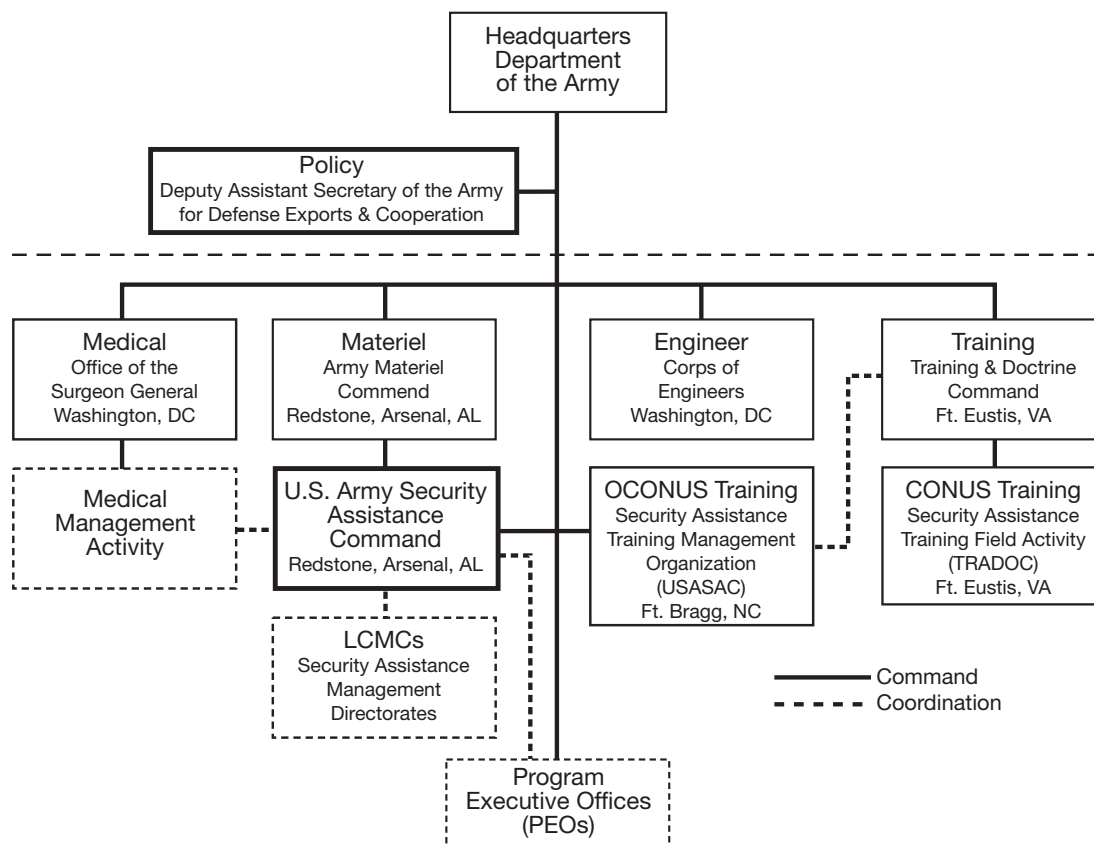 Headquarters
Department
of the Army
Policy
Deputy Assistant Secretary of the Army
for Defense Exports & Cooperation
Medical
Office of the
Surgeon General
Washington, DC
Materiel
Army Materiel
Commend
Redstone, Arsenal, AL
Engineer
Corps of
Engineers
Washington, DC
Training
Training & Doctrine
Command
Ft. Eustis, VA
Medical
Management
Activity
U.S. Army Security
Assistance
Command
Redstone, Arsenal, AL
OCONUS Training
Security Assistance
Training Management
Organization
(USASAC)
Ft. Bragg, NC
CONUS Training
Security Assistance
Training Field Activity
(TRADOC)
Ft. Eustis, VA
LCMCs
Security Assistance
Management
Directorates
Command
Coordination
Program
Executive Offices
(PEOs)